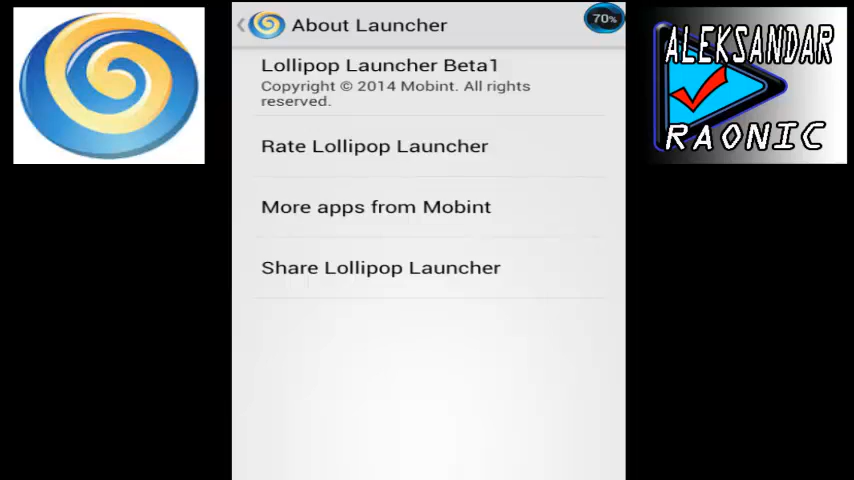 About Launcher
70%
Lollipop Launcher Beta1
Copyright © 2014 Mobint. All rights
reserved.
Rate Lollipop Launcher
More apps from Mobint
Share Lollipop Launcher
ALEKSANDAR
RAONIC